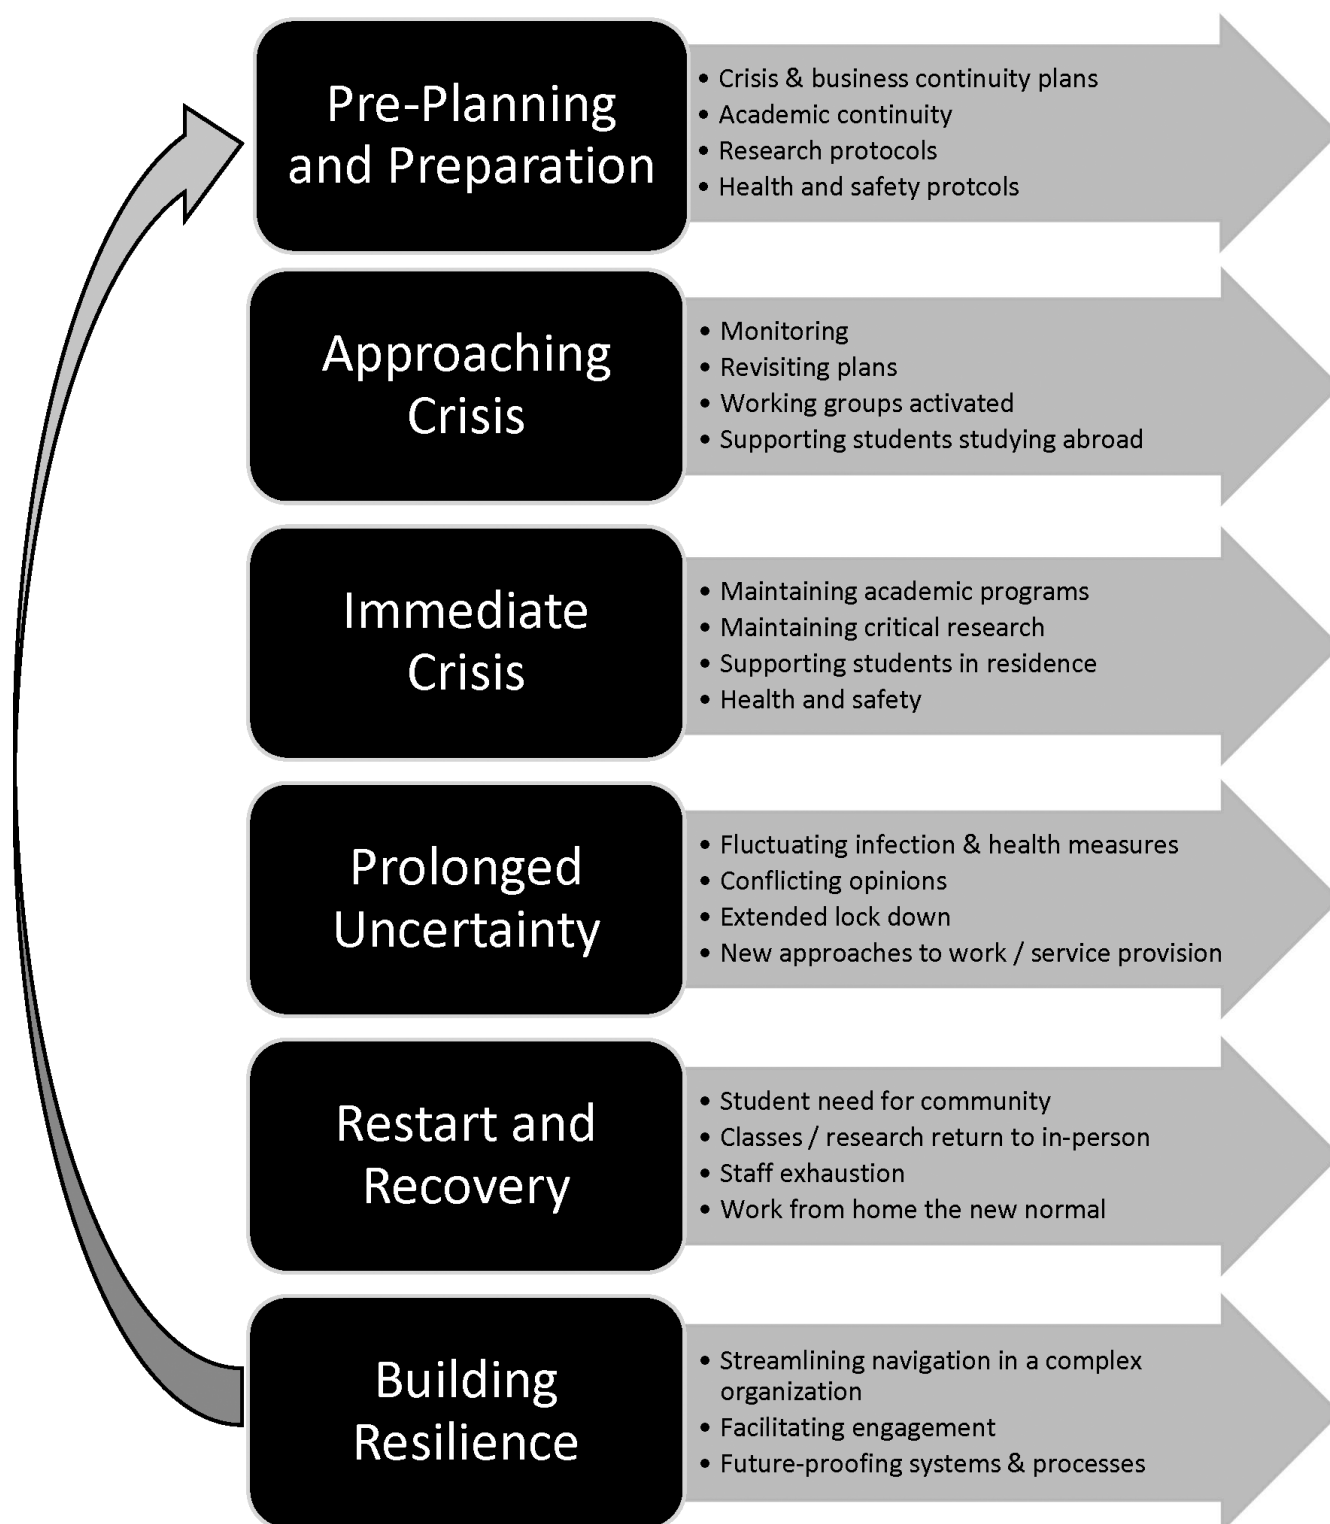 Pre-Planning
and Preparation
• Crisis & business continuity plans
• Academic continuity
• Research protocols
• Health and safety protcols
Approaching
Crisis
• Monitoring
• Revisiting plans
• Working groups activated
• Supporting students studying abroad
Immediate
Crisis
• Maintaining academic programs
• Maintaining critical research
• Supporting students in residence
• Health and safety
Prolonged
Uncertainty
• Fluctuating infection & health measures
• Conflicting opinions
• Extended lock down
• New approaches to work / service provision
Restart and
Recovery
• Student need for community
• Classes / research return to in-person
• Staff exhaustion
• Work from home the new normal
Building
Resilience
• Streamlining navigation in a complex
organization
• Facilitating engagement
• Future-proofing systems & processes